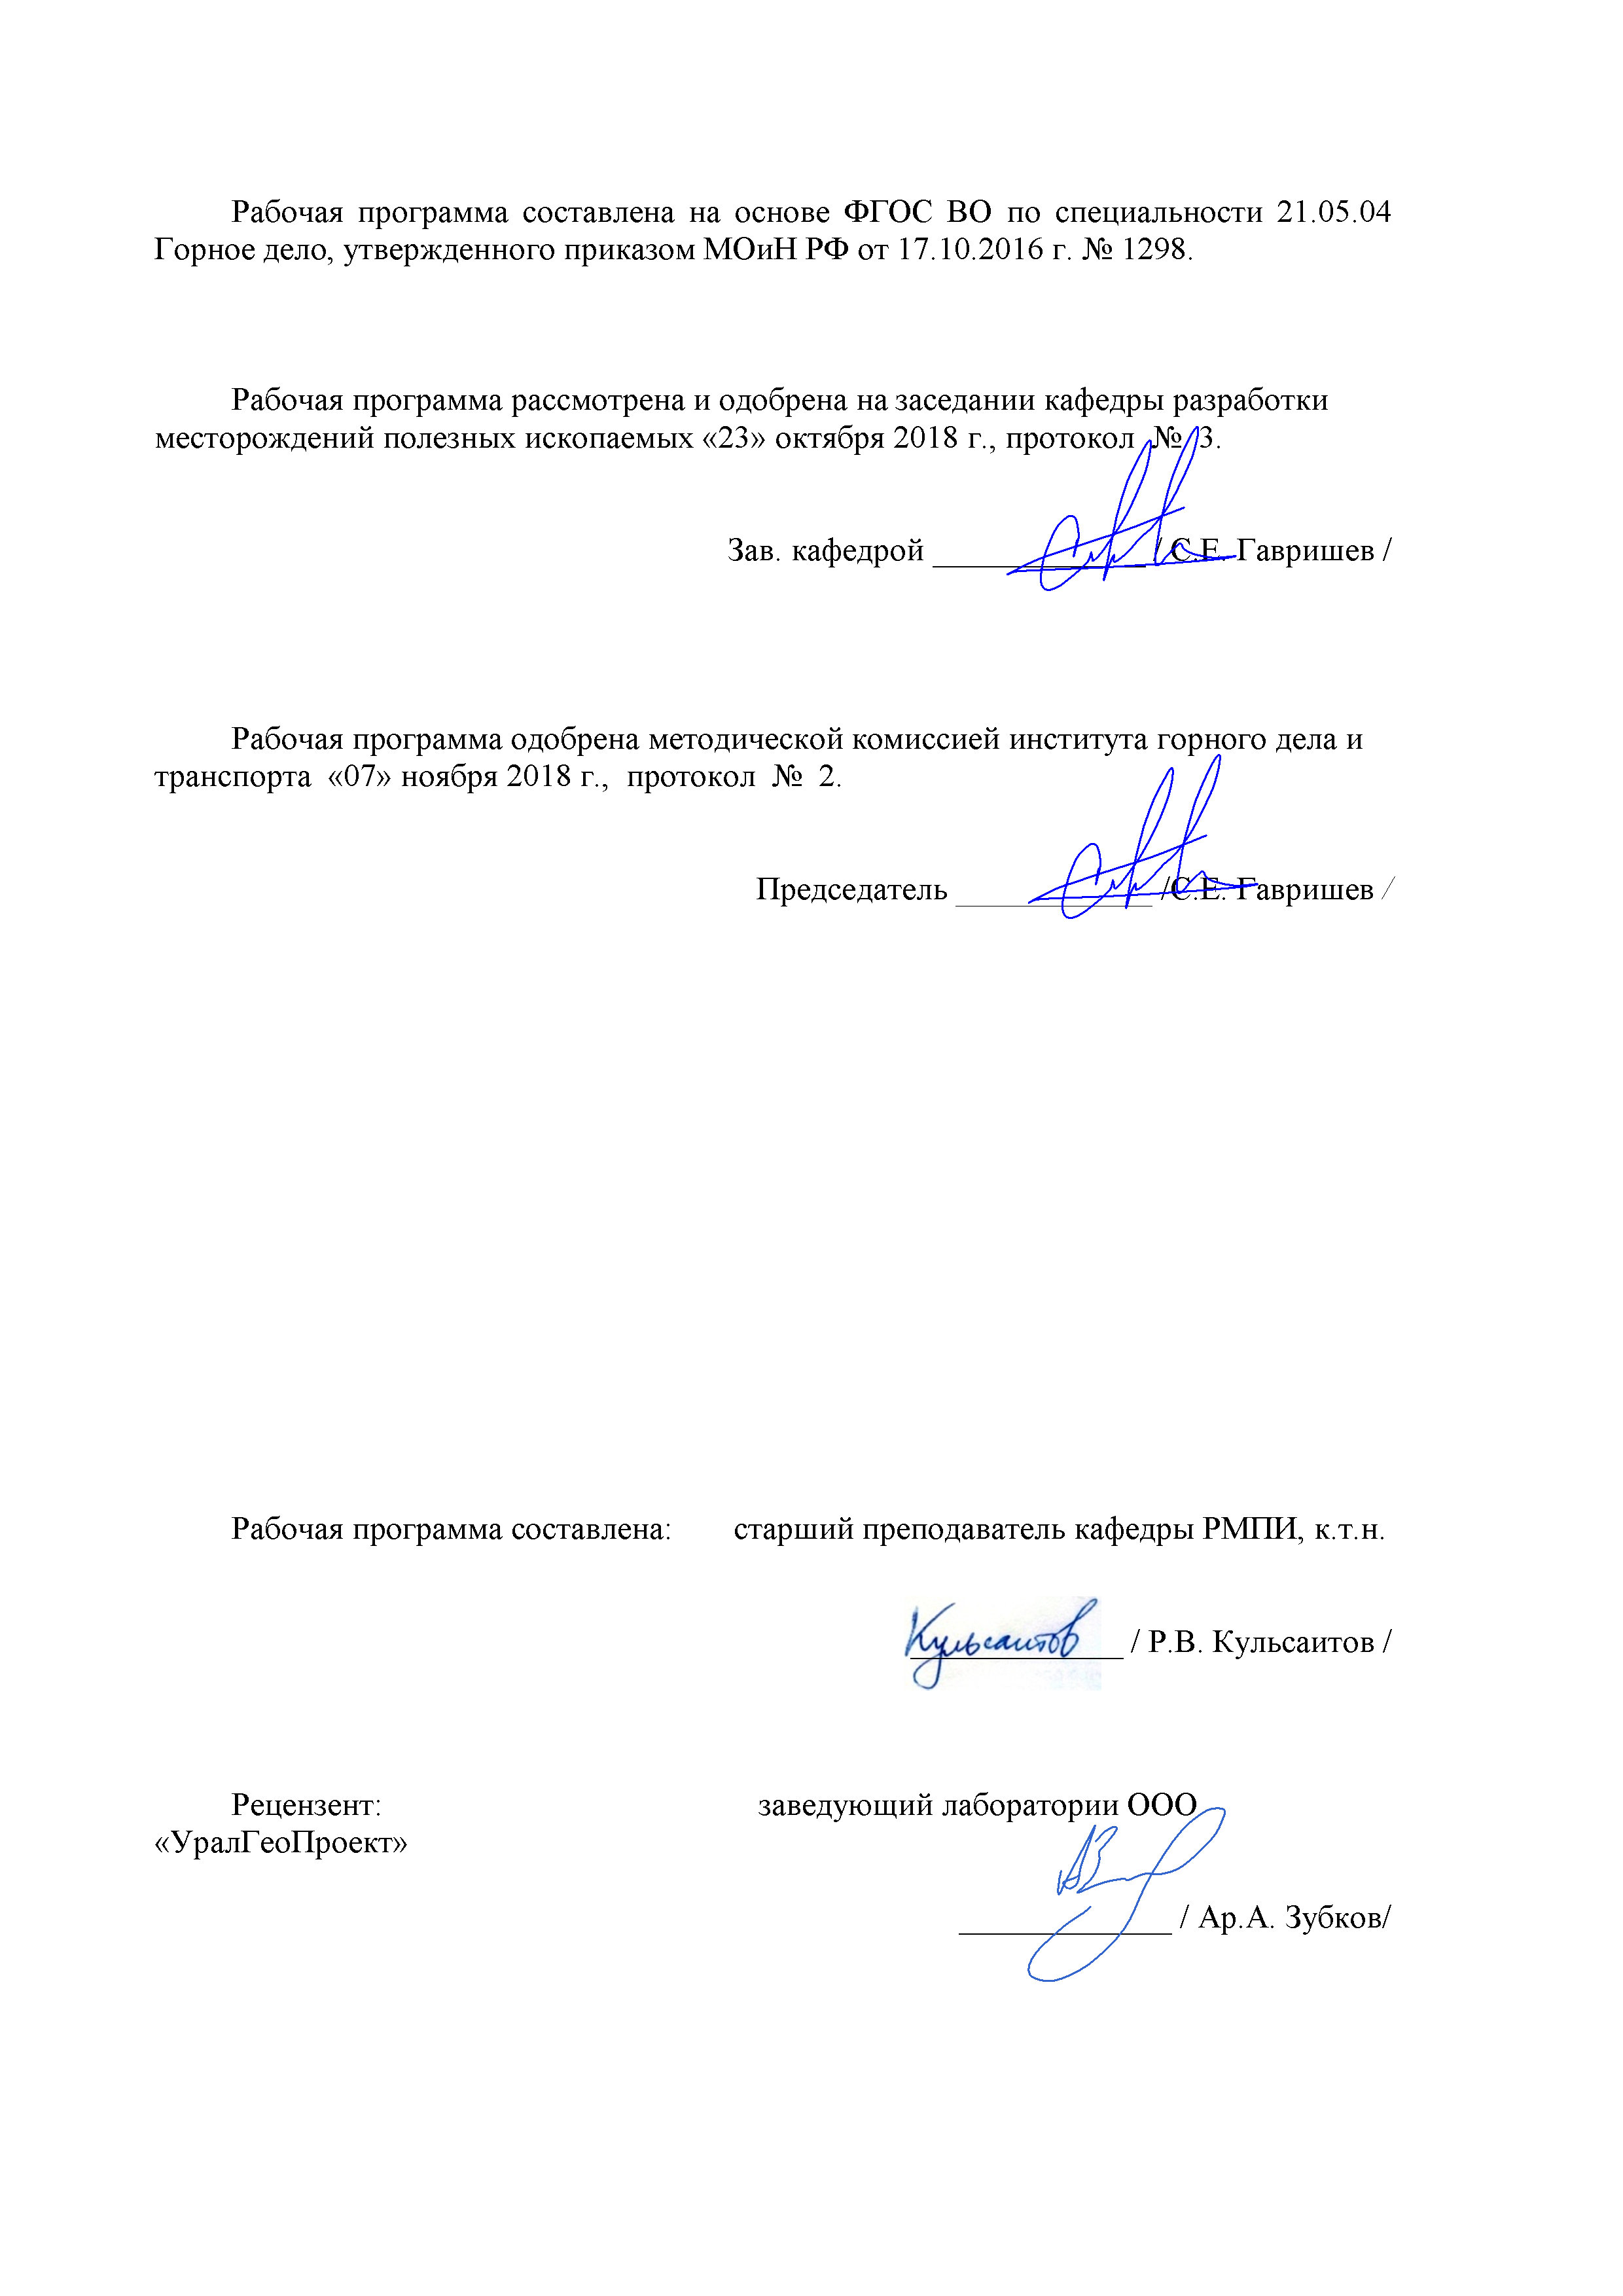 Рабочая программа составлена на основе ФГОС ВО по специальности 21.05.04
Горное дело, утвержденного приказом МОиН РФ от 17.10.2016 г. № 1298.
Рабочая программа рассмотрена и одобрена на заседании кафедры разработки
месторождений полезных ископаемых «23» октября 2018 г., протокол № 3.
Зав. кафедрой _____________ / С.Е. Гавришев /
Рабочая программа одобрена методической комиссией института горного дела и
транспорта «07» ноября 2018 г., протокол № 2.
Председатель ____________ /С.Е. Гавришев /
Рабочая программа составлена: старший преподаватель кафедры РМПИ, к.т.н.
Кульсаитов _____________ / Р.В. Кульсаитов /
Рецензент: заведующий лаборатории ООО
«УралГеоПроект»
_____________ / Ар.А. Зубков/